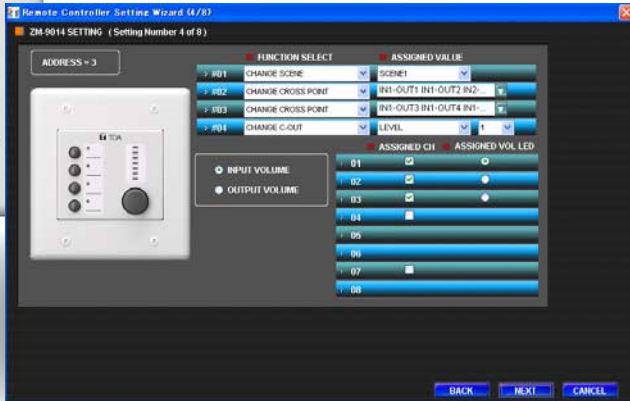 Remote Controller Setting Wizard (4/8)
ZM-9014 SETTING (Setting Number 4 of 8)
ADDRESS = 3
FUNCTION SELECT ASSIGNED VALUE
#01 CHANGE SCENE SCENE1
#02 CHANGE CROSS POINT IN1-OUT1 IN1-OUT2 IN2-...
#03 CHANGE CROSS POINT IN1-OUT3 IN1-OUT4 IN1-...
#04 CHANGE C-OUT LEVEL 1
TOA
INPUT VOLUME
OUTPUT VOLUME
ASSIGNED CH ASSIGNED VOL LED
01
02
03
04
05
06
07
08
BACK NEXT CANCEL